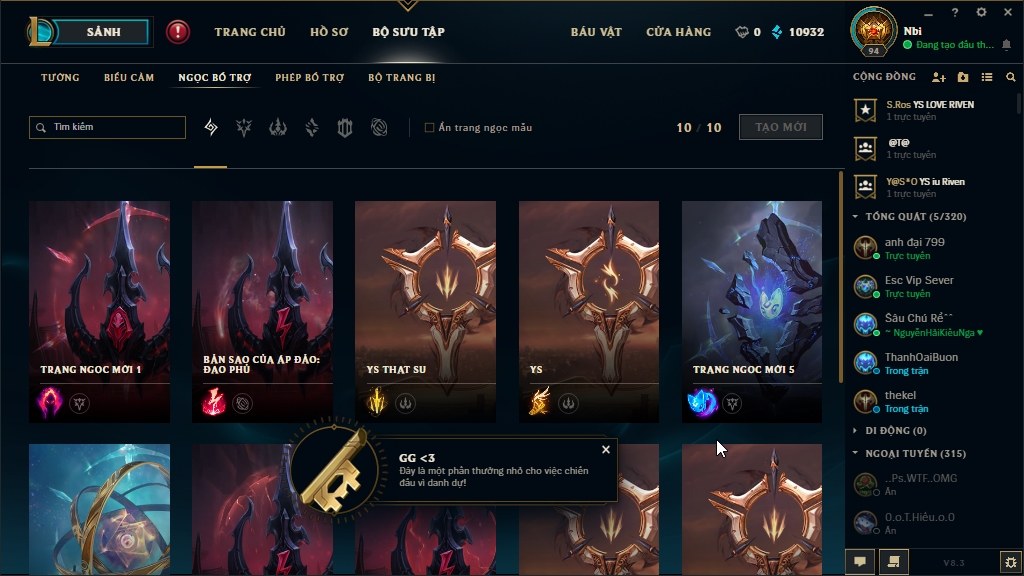 SẢNH
TRANG CHỦ
HỒ SƠ
BỘ SƯU TẬP
BÁU VẬT
CỬA HÀNG
0
10932
94
Nbi
Đang tạo đầu th...
TƯỚNG
BIỂU CẢM
NGỌC BỔ TRỢ
PHÉP BỔ TRỢ
BỘ TRANG BỊ
CỘNG ĐỒNG
Tìm kiếm
Ẩn trang ngọc mẫu
10 / 10
TẠO MỚI
S.Ros YS LOVE RIVEN
1 trực tuyến
@T@
1 trực tuyến
Y@S*O YS iu Riven
1 trực tuyến
TỔNG QUÁT (5/320)
anh đại 799
Trực tuyến
Esc Vip Sever
Trực tuyến
Sâu Chú Rể^^
~ NguyễnHảiKiềuNga ♥
ThanhOaiBuon
Trong trận
thekel
Trong trận
DI ĐỘNG (0)
NGOẠI TUYẾN (315)
..Ps.WTF..OMG
Ẩn
0.o.T.Hiếu.o.0
Ẩn
V8.3
TRANG NGỌC MỚI 1
BẢN SAO CỦA ÁP ĐẢO:
ĐAO PHỦ
YS THAT SU
YS
TRANG NGỌC MỚI 5
GG <3
Đây là một phần thưởng nhỏ cho việc chiến
đấu vì danh dự!